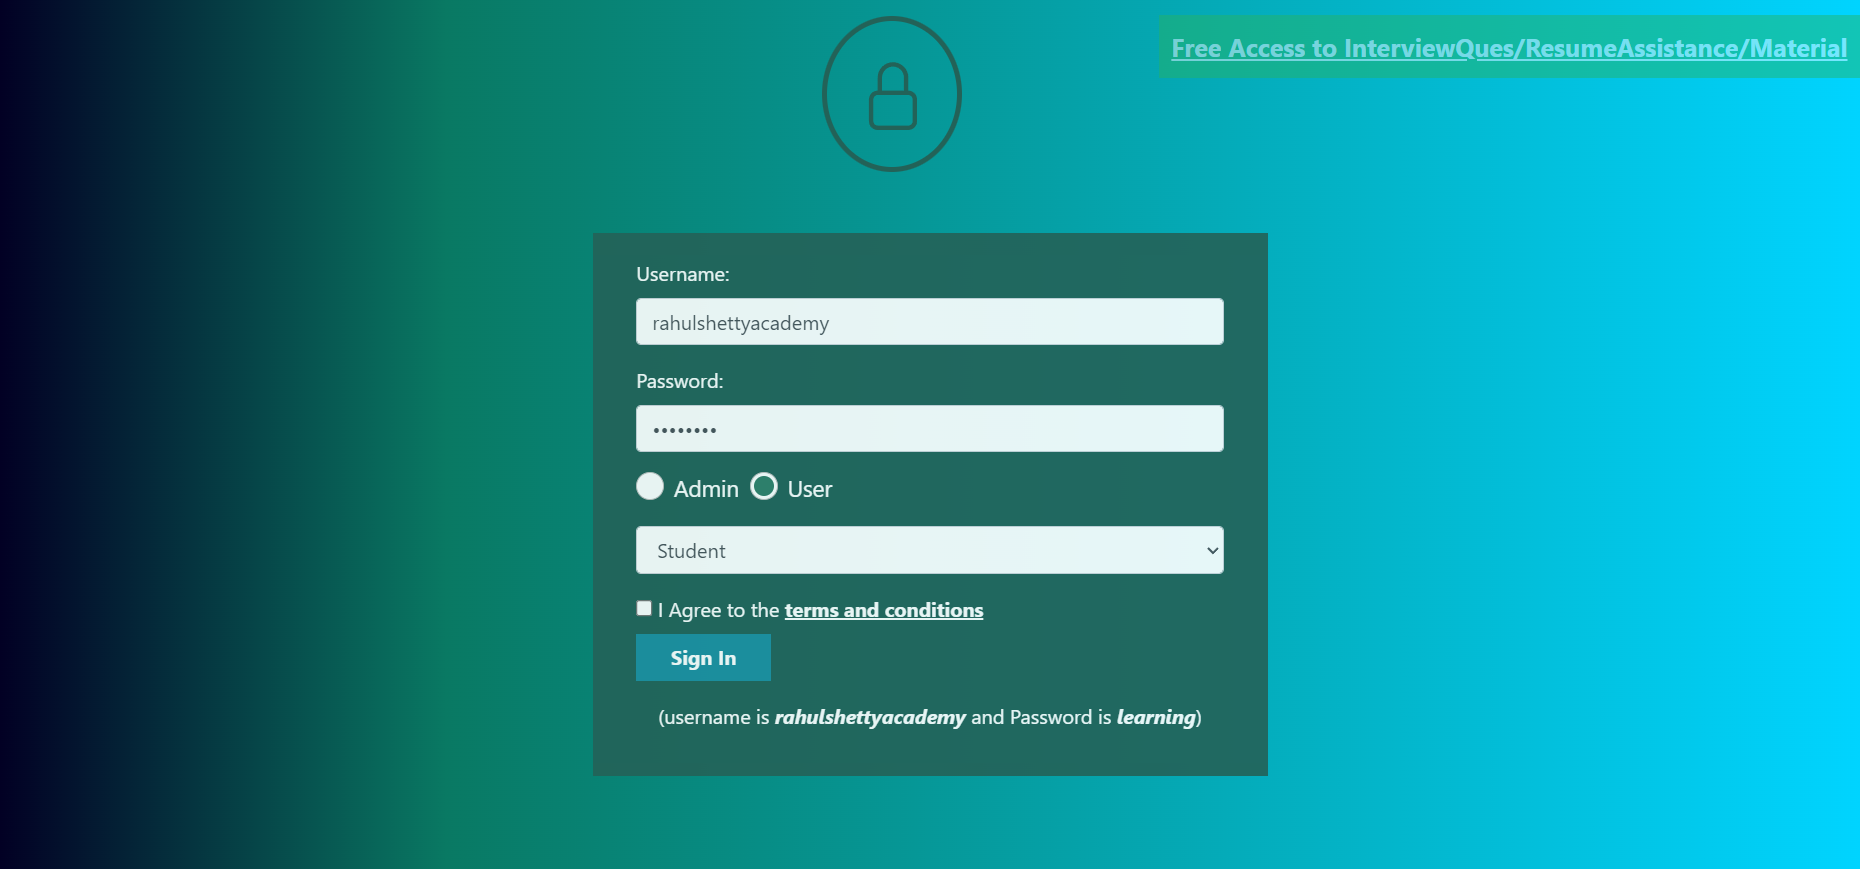 Free Access to InterviewQues/ResumeAssistance/Material
Username:
rahulshettyacademy
Password:
••••••••
Admin User
Student
I Agree to the terms and conditions
Sign In
(username is rahulshettyacademy and Password is learning)